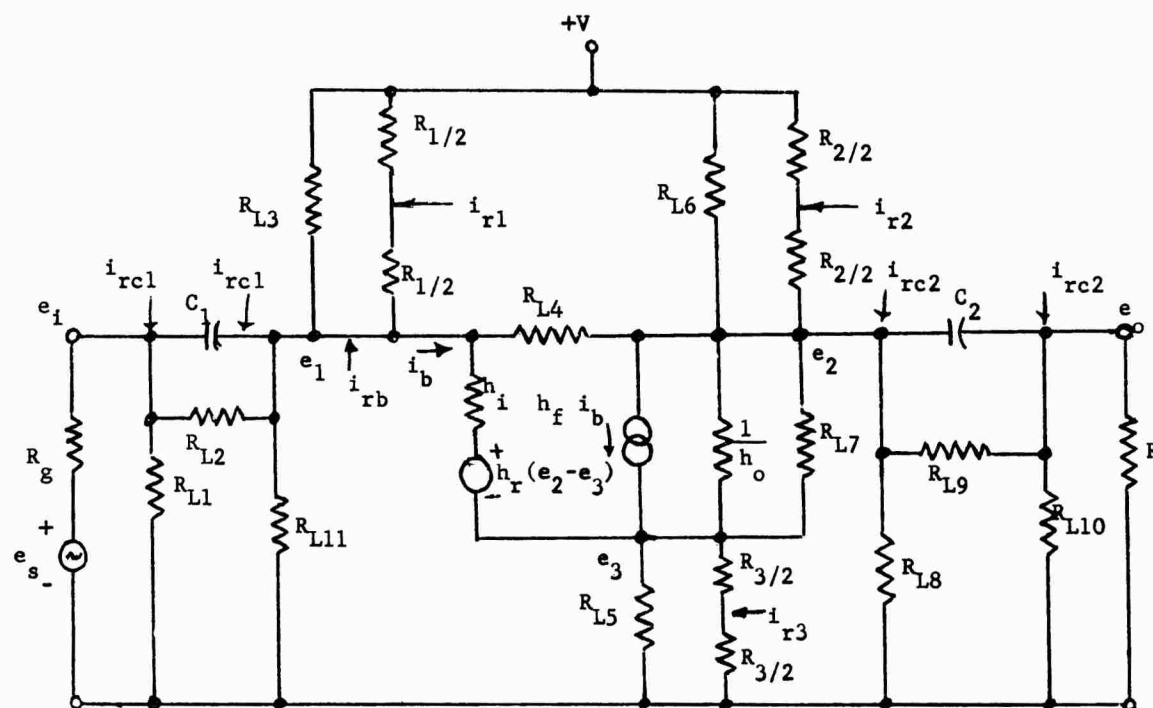 +V
R1/2
R2/2
RL3
RL6
ir1
ir2
R1/2
R2/2
irc1
irc1
irc2
irc2
ei
C1
RL4
C2
eo
e1
ib
e2
irb
hi
hf ib
1/ho
RL7
RL2
RL9
R
Rg
RL1
+
hr(e2-e3)
-
RL11
RL10
+
es
-
e3
R3/2
RL8
RL5
ir3
R3/2